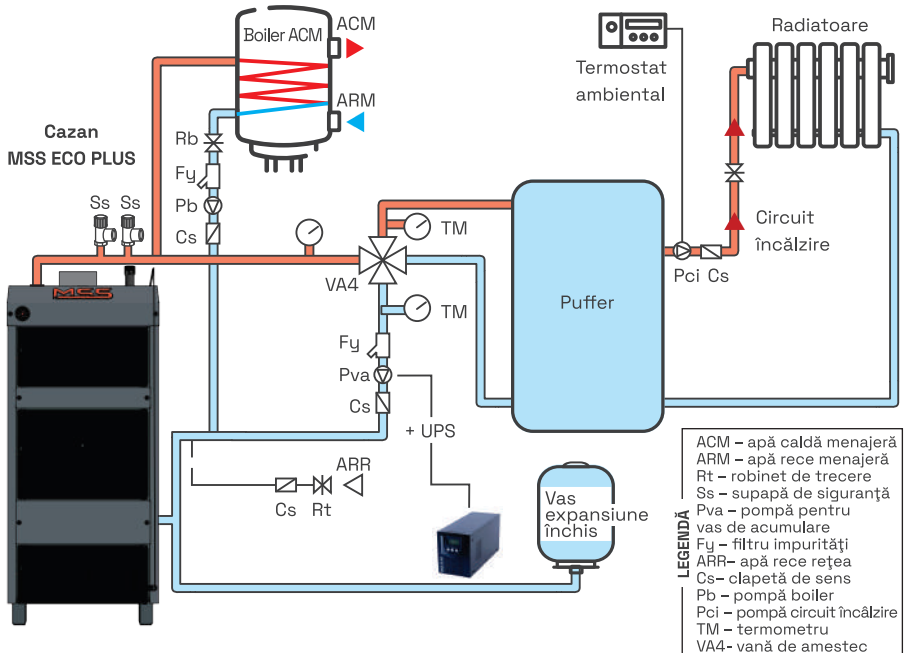 Boiler ACM
ACM
ARM
Cazan
MSS ECO PLUS
Ss
Ss
Rb
Fy
Pb
Cs
TM
VA4
TM
Fy
Pva
Cs
+ UPS
ARR
Cs
Rt
MSS
Puffer
Termostat
ambiental
Radiatoare
Circuit
încălzire
Pci
Cs
Vas
expansiune
închis
LEGENDĂ
ACM – apă caldă menajeră
ARM – apă rece menajeră
Rt – robinet de trecere
Ss – supapă de siguranță
Pva – pompă pentru
vas de acumulare
Fy – filtru impurități
ARR– apă rece rețea
Cs– clapetă de sens
Pb – pompă boiler
Pci – pompă circuit încâlzire
TM – termometru
VA4- vană de amestec